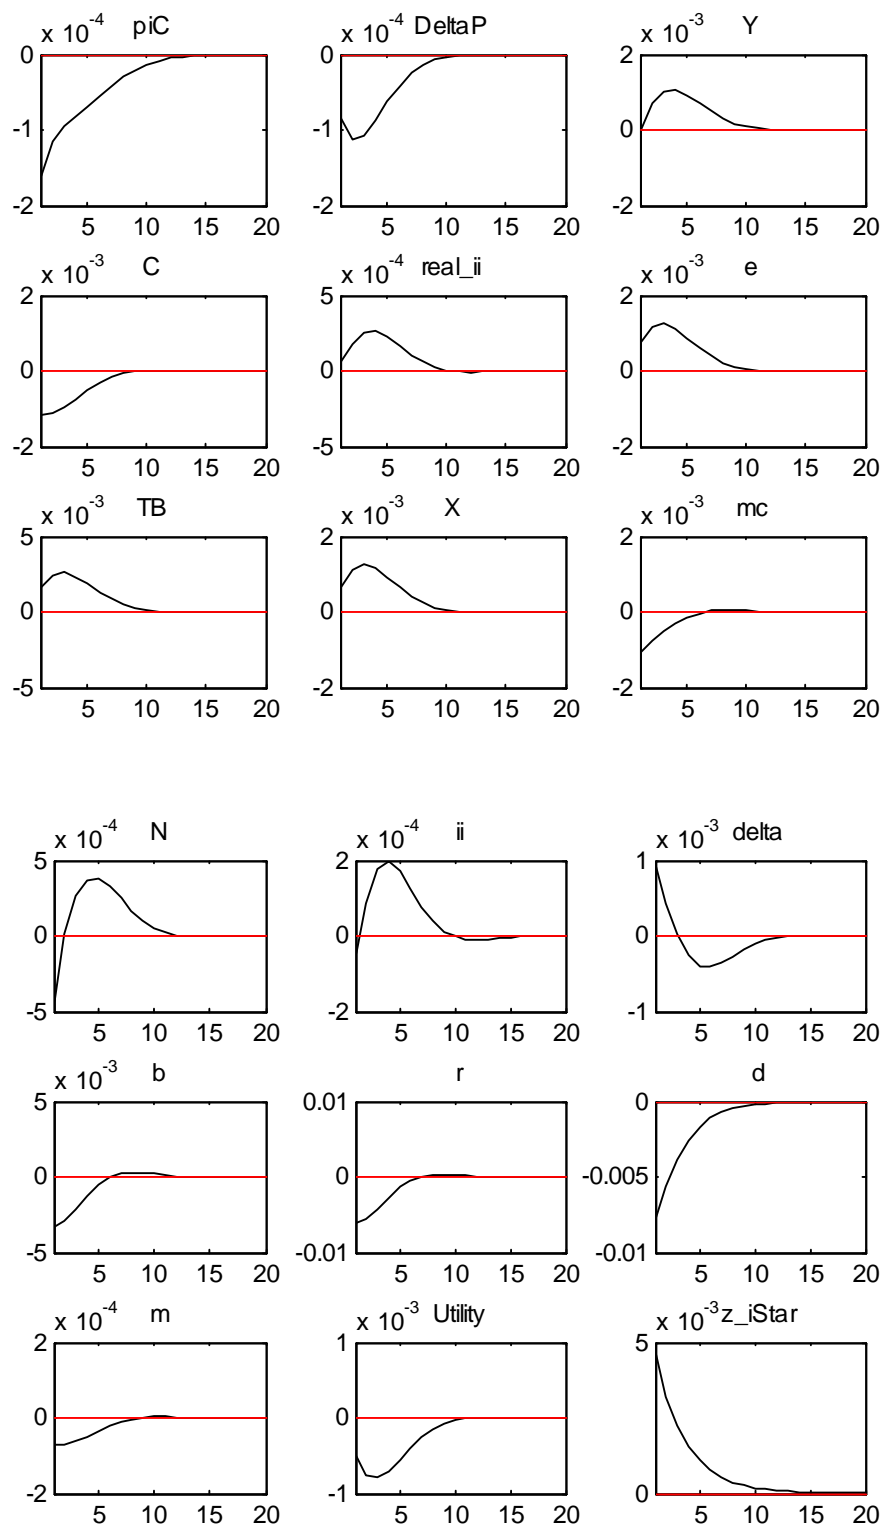 x 10-4 piC x 10-4 DeltaP x 10-3 Y
0 0 2
-1 -1 0
-2 -2 -2
5 10 15 20 5 10 15 20 5 10 15 20
x 10-3 C x 10-4 real_ii x 10-3 e
2 5 2
0 0 0
-2 -5 -2
5 10 15 20 5 10 15 20 5 10 15 20
x 10-3 TB x 10-3 X x 10-3 mc
5 2 2
0 0 0
-5 -2 -2
5 10 15 20 5 10 15 20 5 10 15 20
x 10-4 N x 10-4 ii x 10-3 delta
5 2 1
0 0 0
-5 -2 -1
5 10 15 20 5 10 15 20 5 10 15 20
x 10-3 b r d
5 0.01 0
0 0 -0.005
-5 -0.01 -0.01
5 10 15 20 5 10 15 20 5 10 15 20
x 10-4 m x 10-3 Utility x 10-3 z_iStar
2 1 5
0 0
-2 -1 0
5 10 15 20 5 10 15 20 5 10 15 20